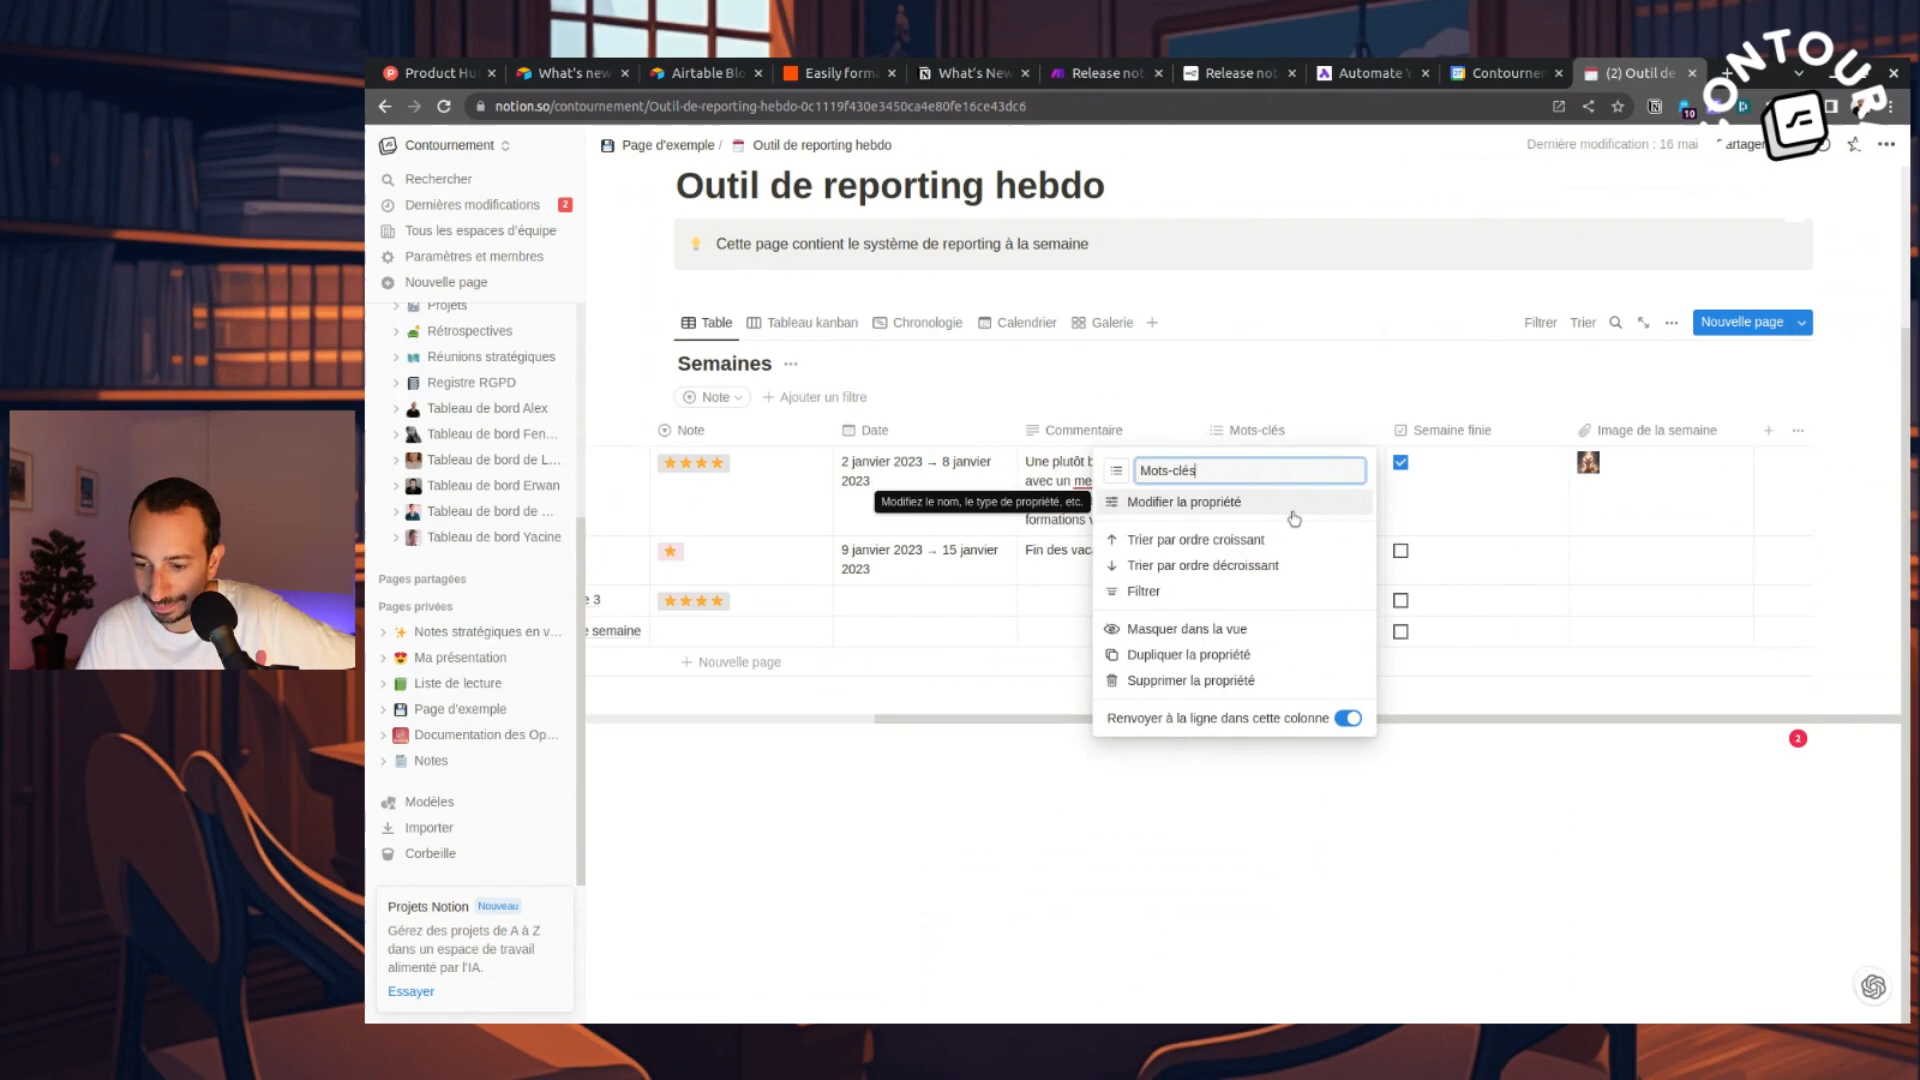 CONTOUR
Product Hu
What's new
Airtable Blo
Easily form
What's New
Release not
Release not
Automate Y
Contourne
(2) Outil de
notion.so/contournement/Outil-de-reporting-hebdo-0c1119f430e3450ca4e80fe16ce43dc6
10
Contournement
Page d'exemple / Outil de reporting hebdo
Dernière modification : 16 mai
artager
Rechercher
Dernières modifications 2
Tous les espaces d'équipe
Paramètres et membres
Nouvelle page
Projets
Rétrospectives
Réunions stratégiques
Registre RGPD
Tableau de bord Alex
Tableau de bord Fen...
Tableau de bord de L...
Tableau de bord Erwan
Tableau de bord de ...
Tableau de bord Yacine
Pages partagées
Pages privées
Notes stratégiques en v...
Ma présentation
Liste de lecture
Page d'exemple
Documentation des Op...
Notes
Modèles
Importer
Corbeille
Projets Notion Nouveau
Gérez des projets de A à Z
dans un espace de travail
alimenté par l'IA.
Essayer
Outil de reporting hebdo
Cette page contient le système de reporting à la semaine
Table
Tableau kanban
Chronologie
Calendrier
Galerie
Filtrer
Trier
Nouvelle page
Semaines
Note
Ajouter un filtre
Note
Date
Commentaire
Mots-clés
Semaine finie
Image de la semaine
2 janvier 2023 → 8 janvier
2023
Une plutôt b
avec un me
formations v
Modifiez le nom, le type de propriété, etc.
9 janvier 2023 → 15 janvier
2023
Fin des vac
e 3
e semaine
Nouvelle page
Mots-clés
Modifier la propriété
Trier par ordre croissant
Trier par ordre décroissant
Filtrer
Masquer dans la vue
Dupliquer la propriété
Supprimer la propriété
Renvoyer à la ligne dans cette colonne
2